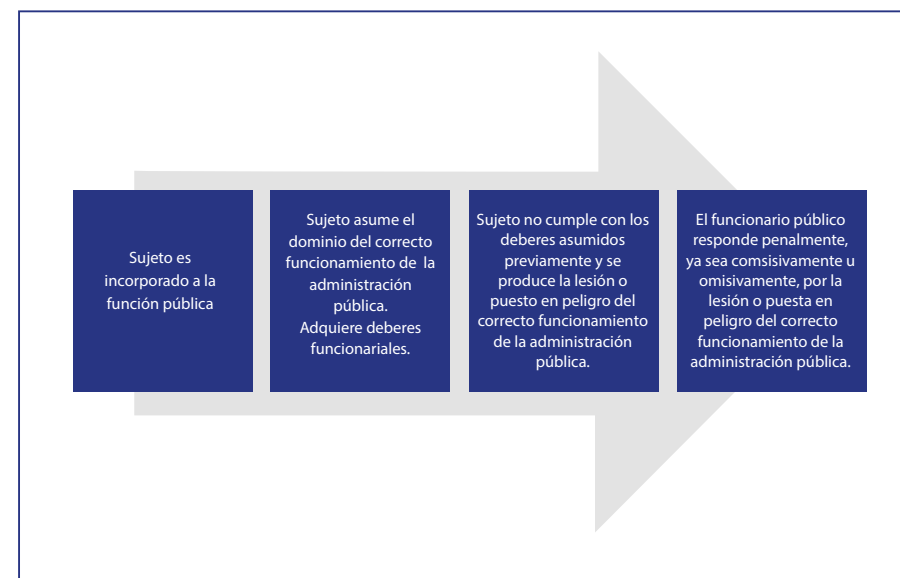 Sujeto es
incorporado a la
función pública
Sujeto asume el
dominio del correcto
funcionamiento de la
administración
pública.
Adquiere deberes
funcionariales.
Sujeto no cumple con los
deberes asumidos
previamente y se
produce la lesión o
puesto en peligro del
correcto funcionamiento
de la administración
pública.
El funcionario público
responde penalmente,
ya sea comsisivamente u
omisivamente, por la
lesión o puesta en
peligro del correcto
funcionamiento de la
administración pública.